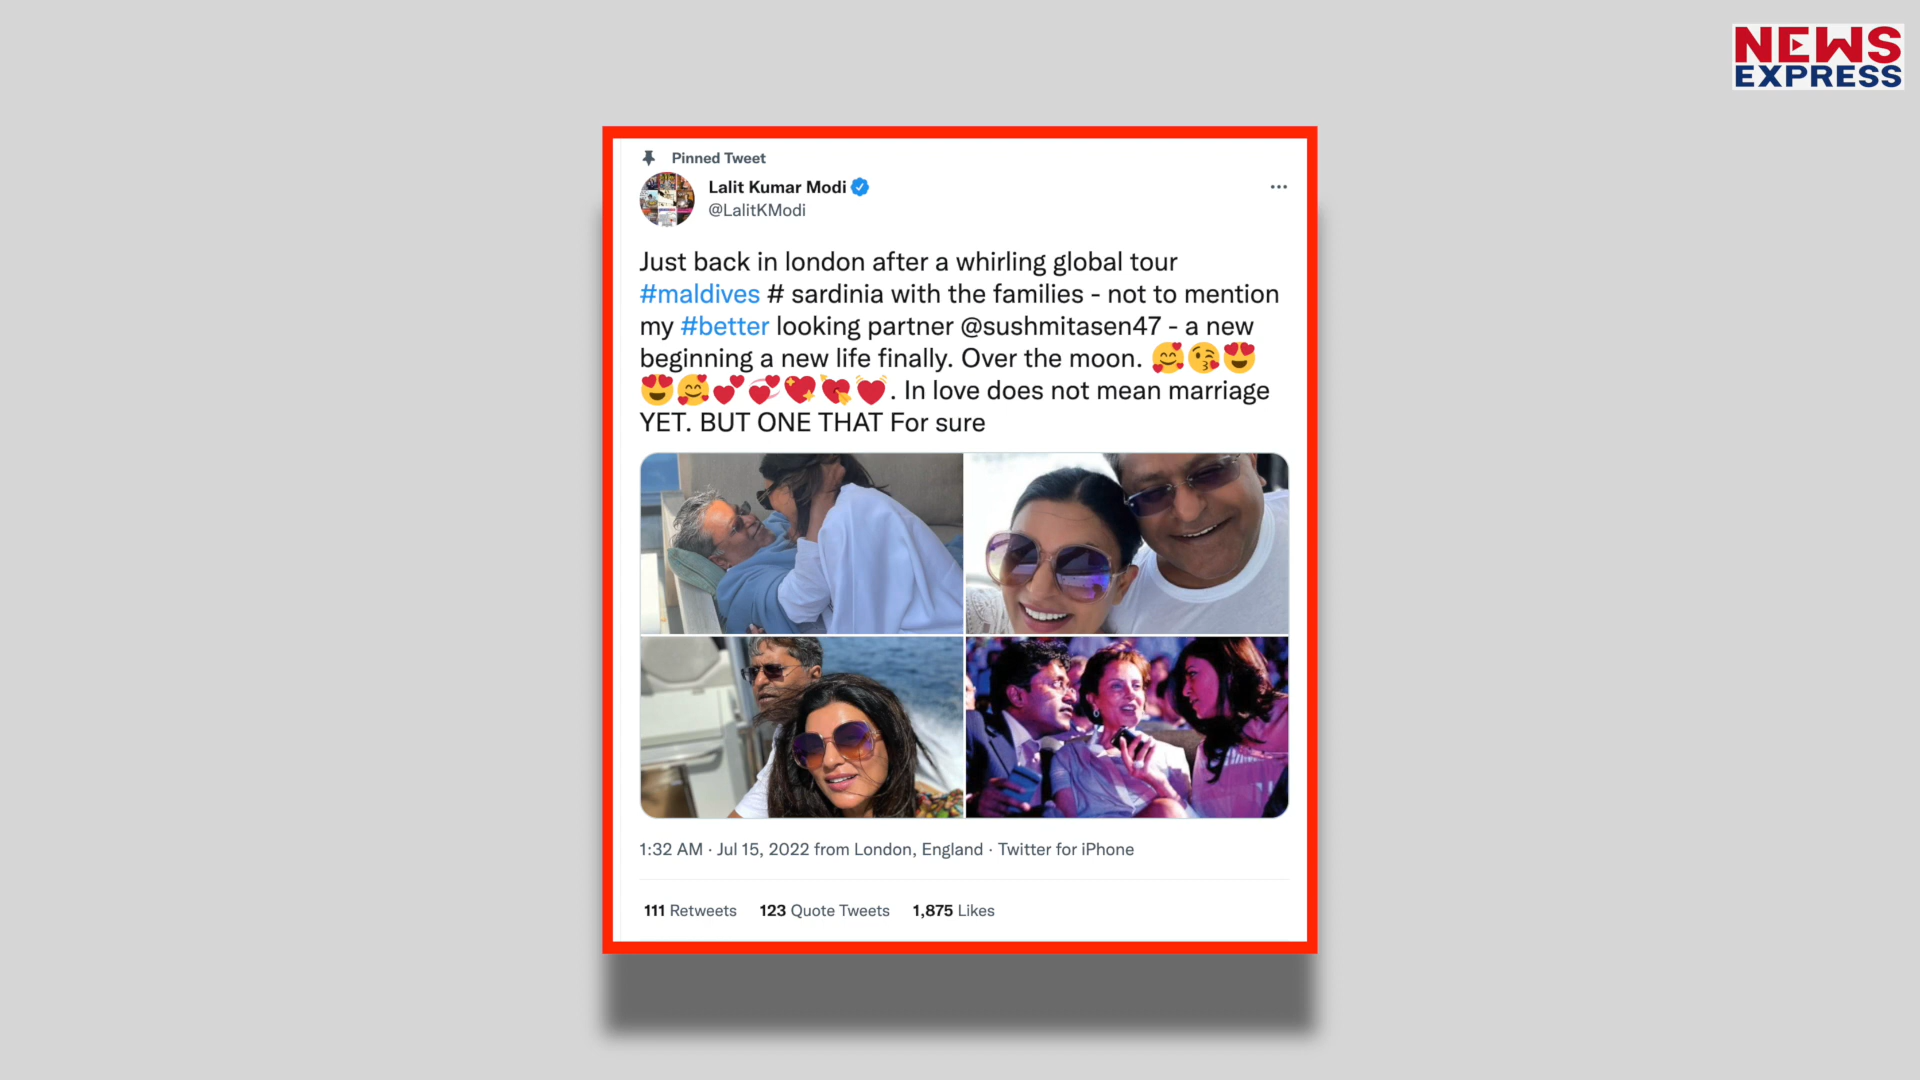 NEWS
EXPRESS
Pinned Tweet
Lalit Kumar Modi
@LalitKModi
Just back in london after a whirling global tour
#maldives # sardinia with the families - not to mention
my #better looking partner @sushmitasen47 - a new
beginning a new life finally. Over the moon. 🥰😘😍
😍🥰💕💞💖💘💓. In love does not mean marriage
YET. BUT ONE THAT For sure
1:32 AM · Jul 15, 2022 from London, England · Twitter for iPhone
111 Retweets 123 Quote Tweets 1,875 Likes